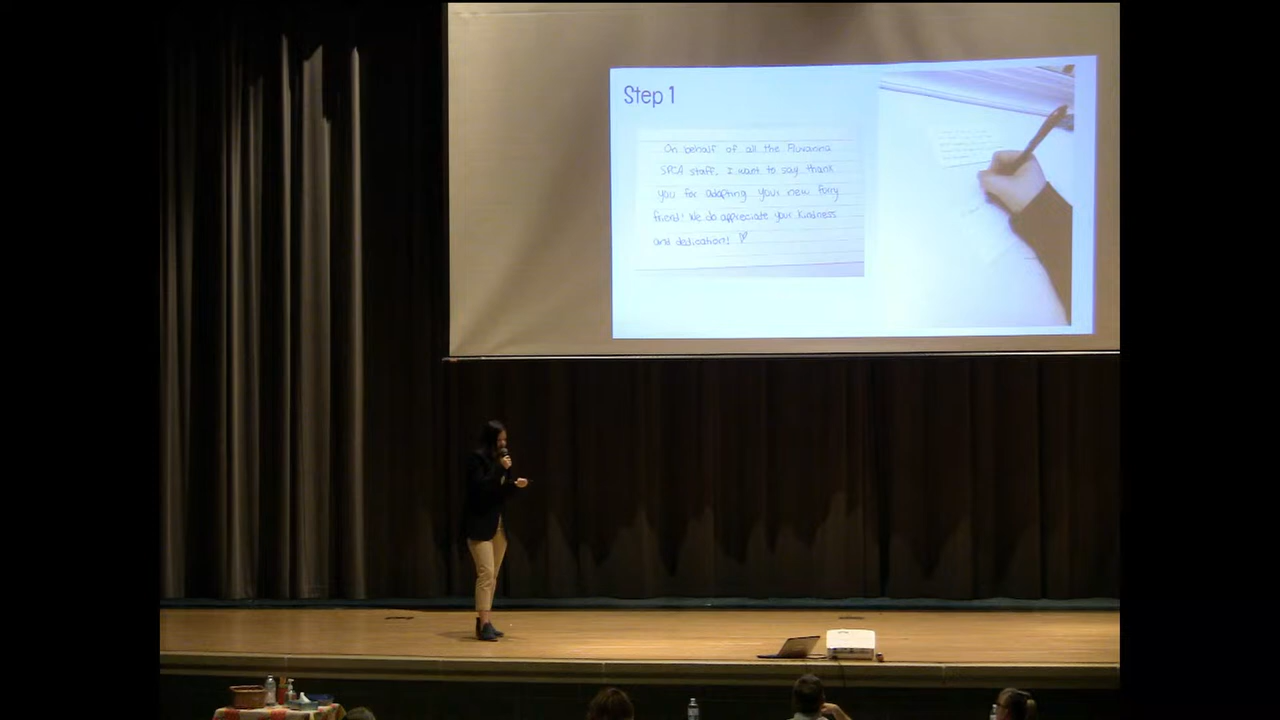 Step 1
On behalf of all the Fluvanna
SPCA staff, I want to say thank
you for adopting your new furry
friend! We do appreciate your kindness
and dedication!